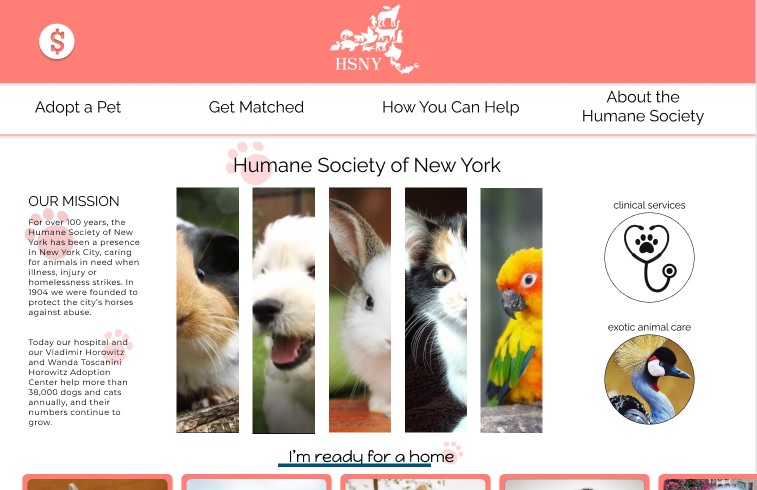 $
HSNY
Adopt a Pet
Get Matched
How You Can Help
About the
Humane Society
Humane Society of New York
OUR MISSION
For over 100 years, the
Humane Society of New
York has been a presence
in New York City, caring
for animals in need when
illness, injury or
homelessness strikes. In
1904 we were founded to
protect the city's horses
against abuse.
Today our hospital and
our Vladimir Horowitz
and Wanda Toscanini
Horowitz Adoption
Center help more than
38,000 dogs and cats
annually, and their
numbers continue to
grow.
clinical services
exotic animal care
I'm ready for a home